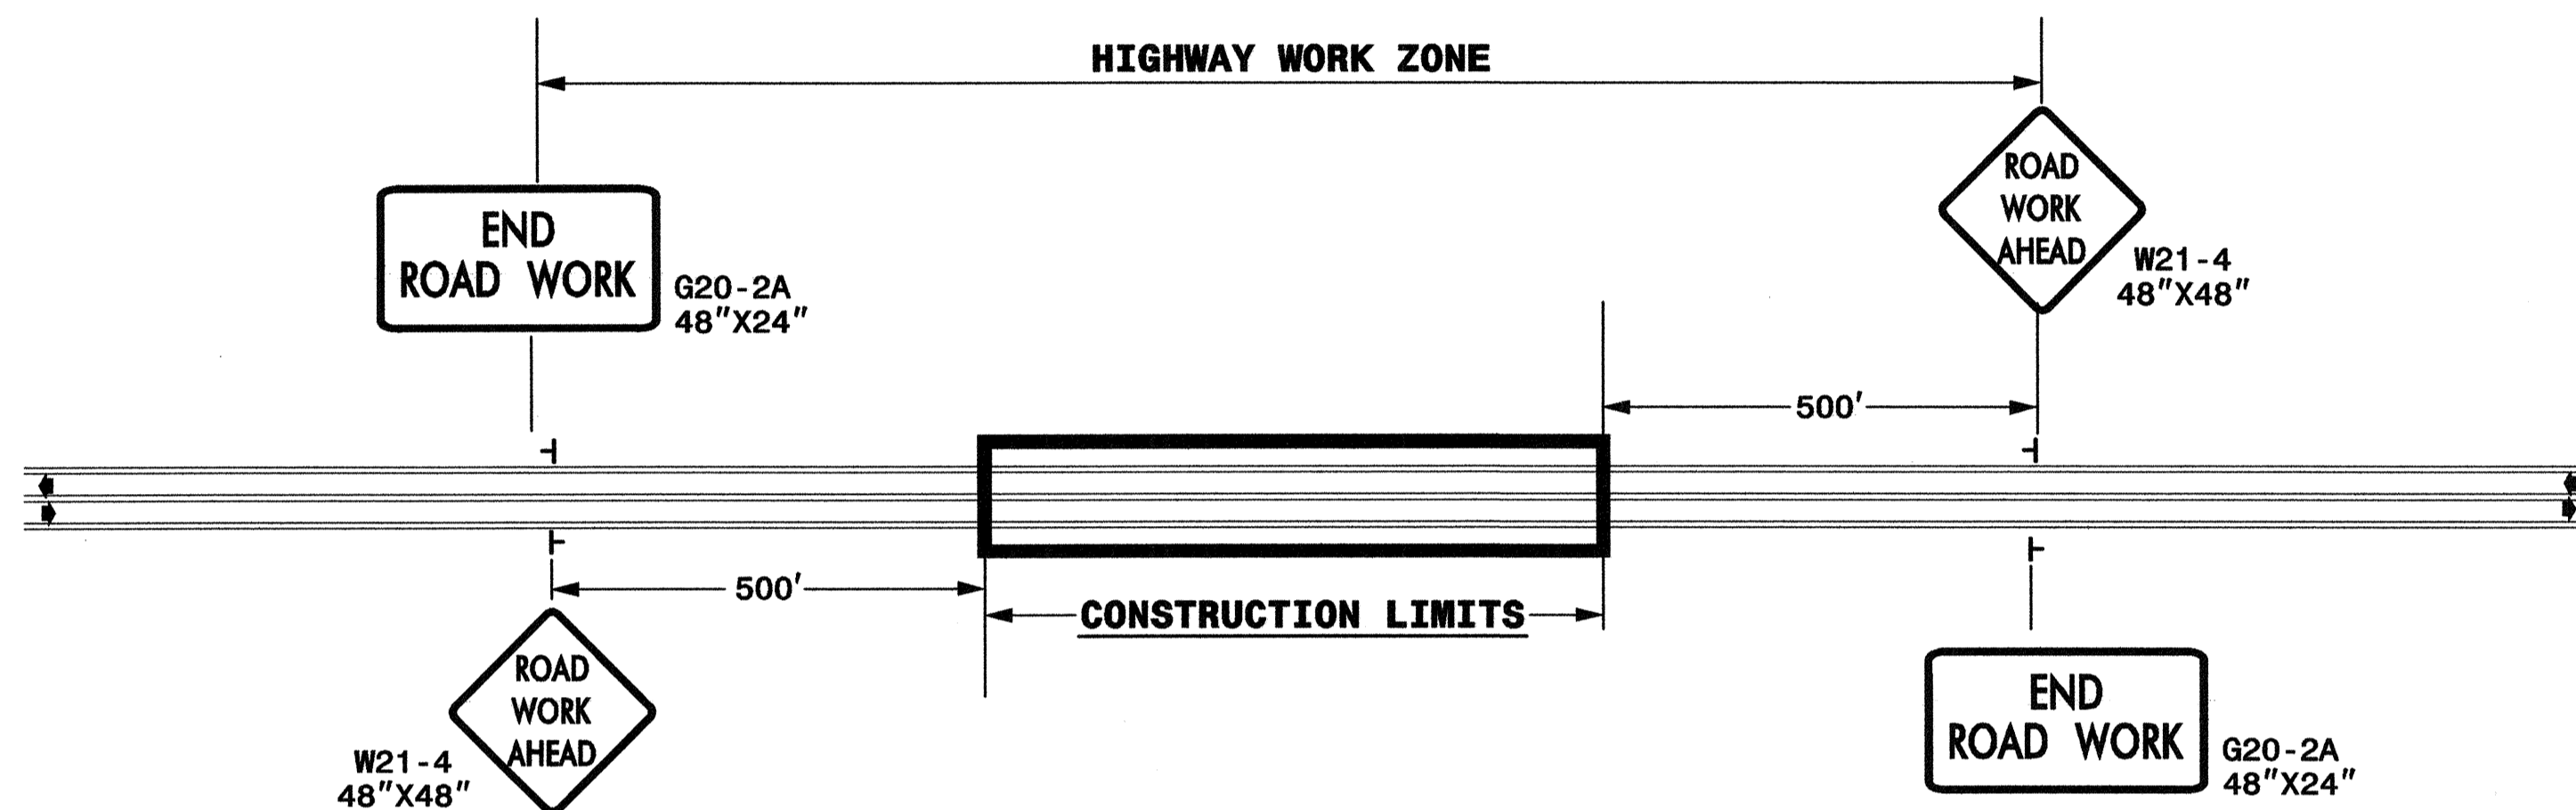 HIGHWAY WORK ZONE
END
ROAD WORK
G20-2A
48"X24"
ROAD
WORK
AHEAD
W21-4
48"X48"
500'
500'
CONSTRUCTION LIMITS
ROAD
WORK
AHEAD
W21-4
48"X48"
END
ROAD WORK
G20-2A
48"X24"